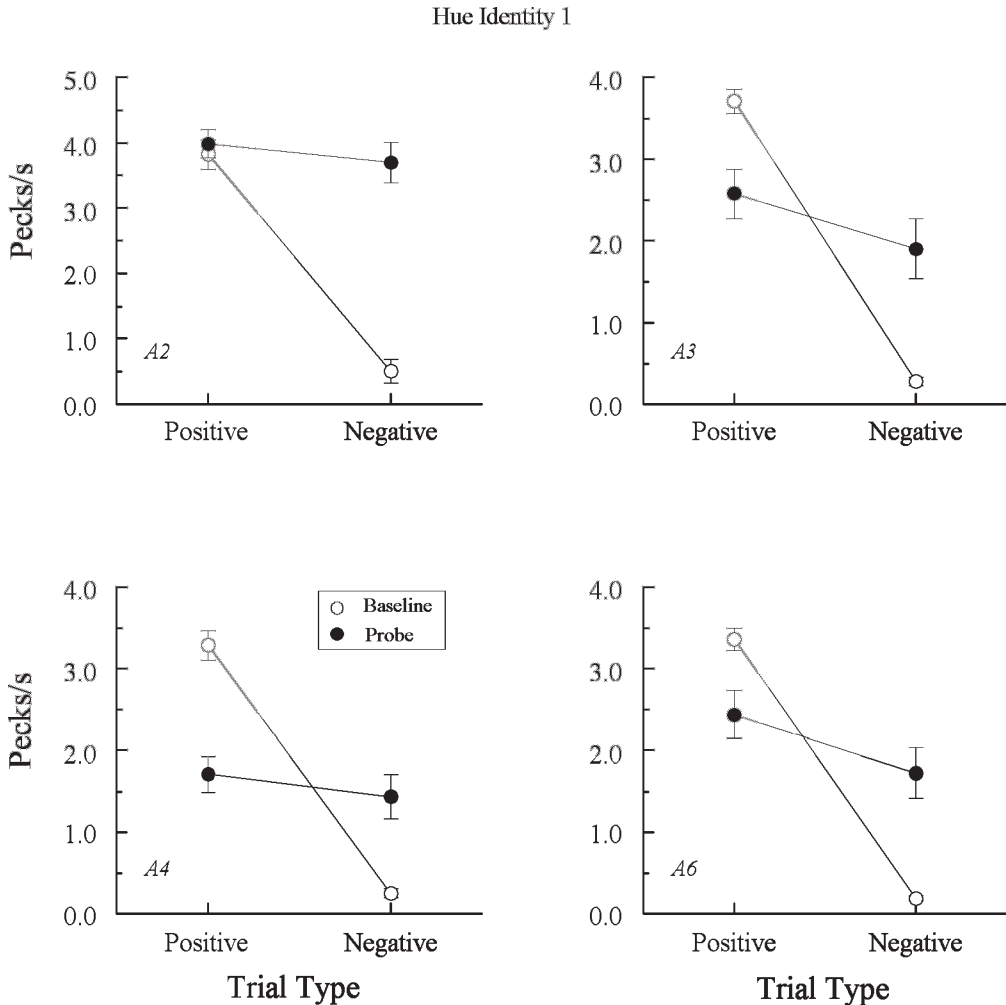 Hue Identity 1
Pecks/s
5.0
4.0
3.0
2.0
1.0
0.0
A2
Positive Negative
4.0
3.0
2.0
1.0
0.0
A3
Positive Negative
Pecks/s
4.0
3.0
2.0
1.0
0.0
Baseline
Probe
A4
Positive Negative
Trial Type
4.0
3.0
2.0
1.0
0.0
A6
Positive Negative
Trial Type